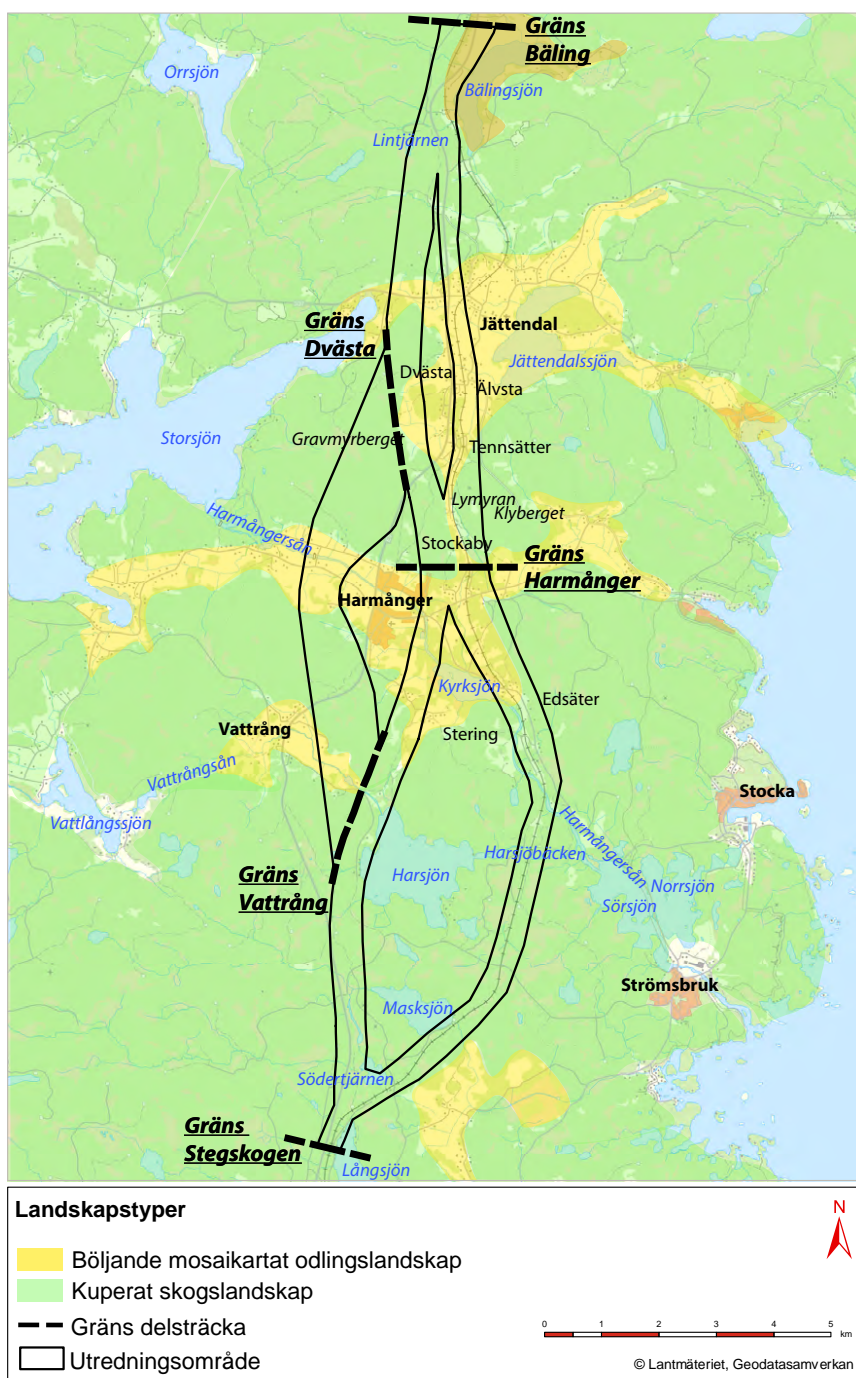 Gräns
Bäling
Orrsjön
Bälingsjön
Lintjärnen
Gräns
Dvästa
Jättendal
Jättendalssjön
Dvästa
Älvsta
Storsjön
Gravmyrberget
Tennsätter
Lymyran
Klyberget
Harmångersån
Stockaby
Gräns
Harmånger
Harmånger
Kyrksjön
Edsäter
Vattrång
Stering
Vattrångsån
Stocka
Vattlångssjön
Harmångersån
Harsjöbäcken
Gräns
Vattrång
Harsjön
Norrsjön
Sörsjön
Strömsbruk
Masksjön
Södertjärnen
Gräns
Stegskogen
Långsjön
Landskapstyper
N
Böljande mosaikartat odlingslandskap
Kuperat skogslandskap
Gräns delsträcka
0 1 2 3 4 5
km
Utredningsområde
© Lantmäteriet, Geodatasamverkan